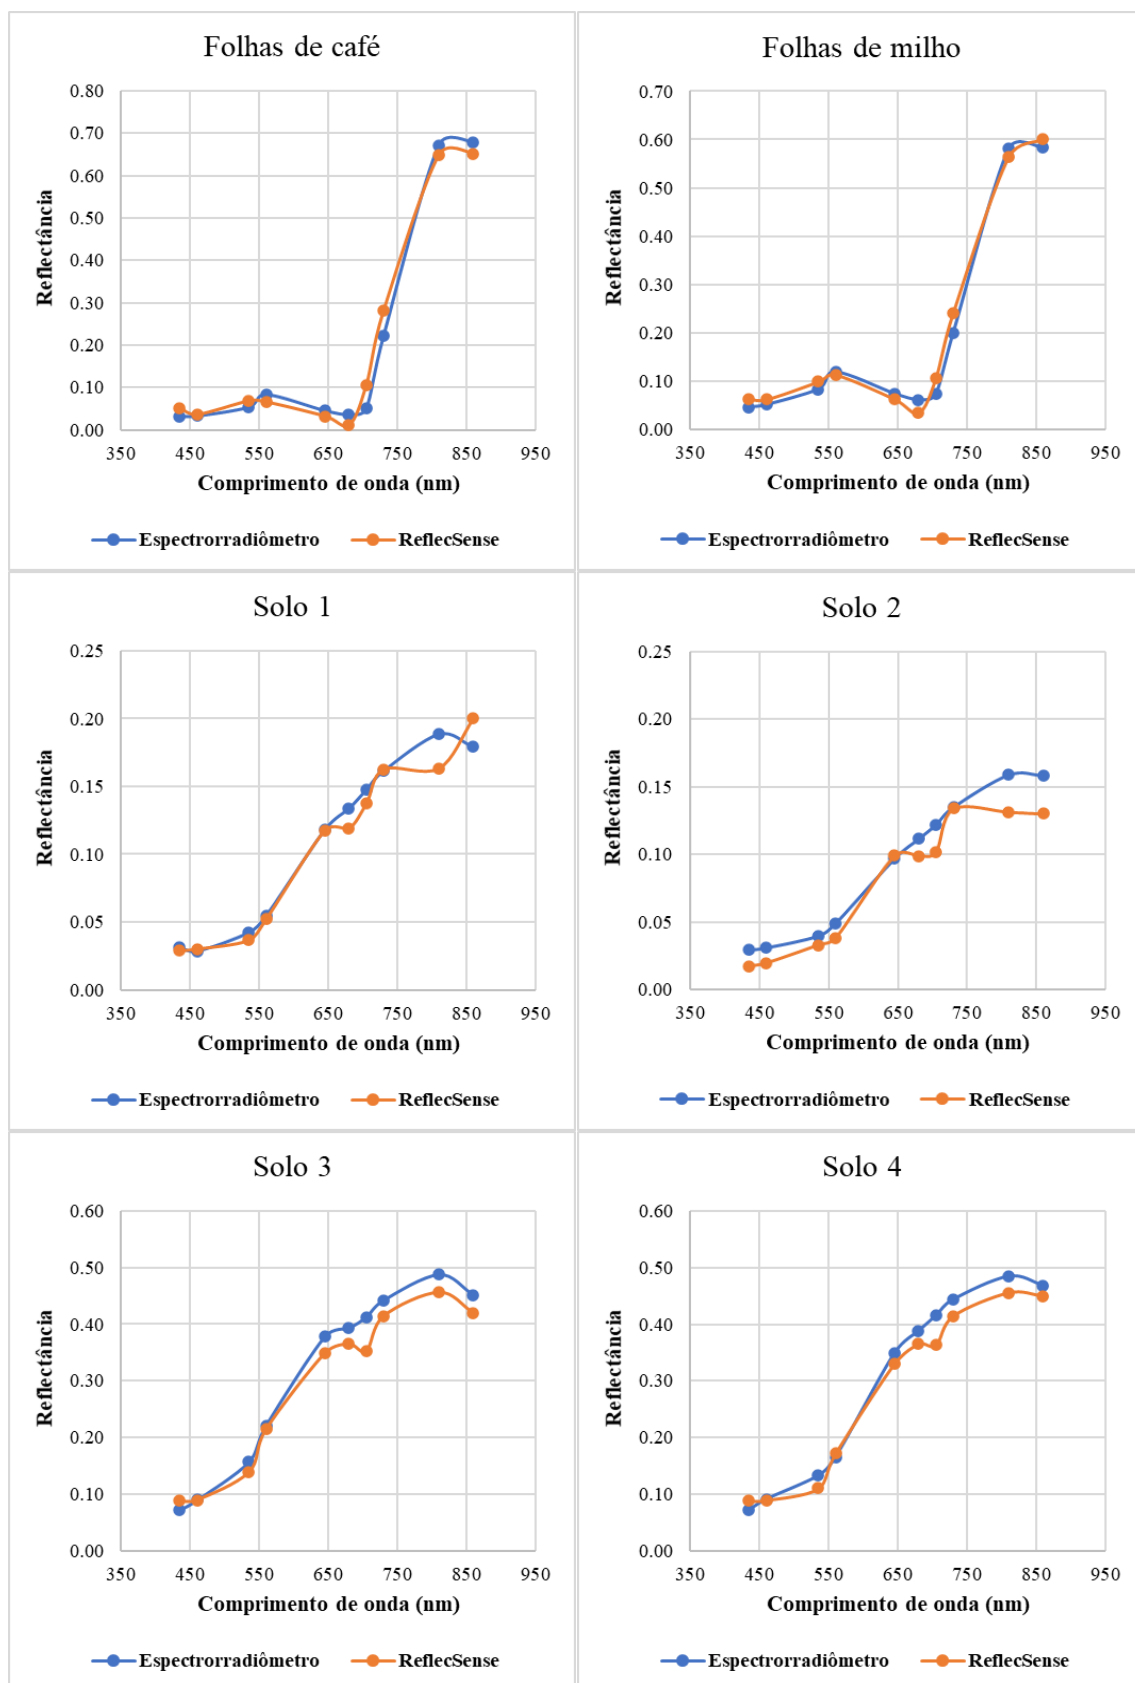 Folhas de café
0.80
0.70
0.60
0.50
0.40
0.30
0.20
0.10
0.00
Reflectância
350 450 550 650 750 850 950
Comprimento de onda (nm)
Espectrorradiômetro ReflecSense
Folhas de milho
0.70
0.60
0.50
0.40
0.30
0.20
0.10
0.00
Reflectância
350 450 550 650 750 850 950
Comprimento de onda (nm)
Espectrorradiômetro ReflecSense
Solo 1
0.25
0.20
0.15
0.10
0.05
0.00
Reflectância
350 450 550 650 750 850 950
Comprimento de onda (nm)
Espectrorradiômetro ReflecSense
Solo 2
0.25
0.20
0.15
0.10
0.05
0.00
Reflectância
350 450 550 650 750 850 950
Comprimento de onda (nm)
Espectrorradiômetro ReflecSense
Solo 3
0.60
0.50
0.40
0.30
0.20
0.10
0.00
Reflectância
350 450 550 650 750 850 950
Comprimento de onda (nm)
Espectrorradiômetro ReflecSense
Solo 4
0.60
0.50
0.40
0.30
0.20
0.10
0.00
Reflectância
350 450 550 650 750 850 950
Comprimento de onda (nm)
Espectrorradiômetro ReflecSense